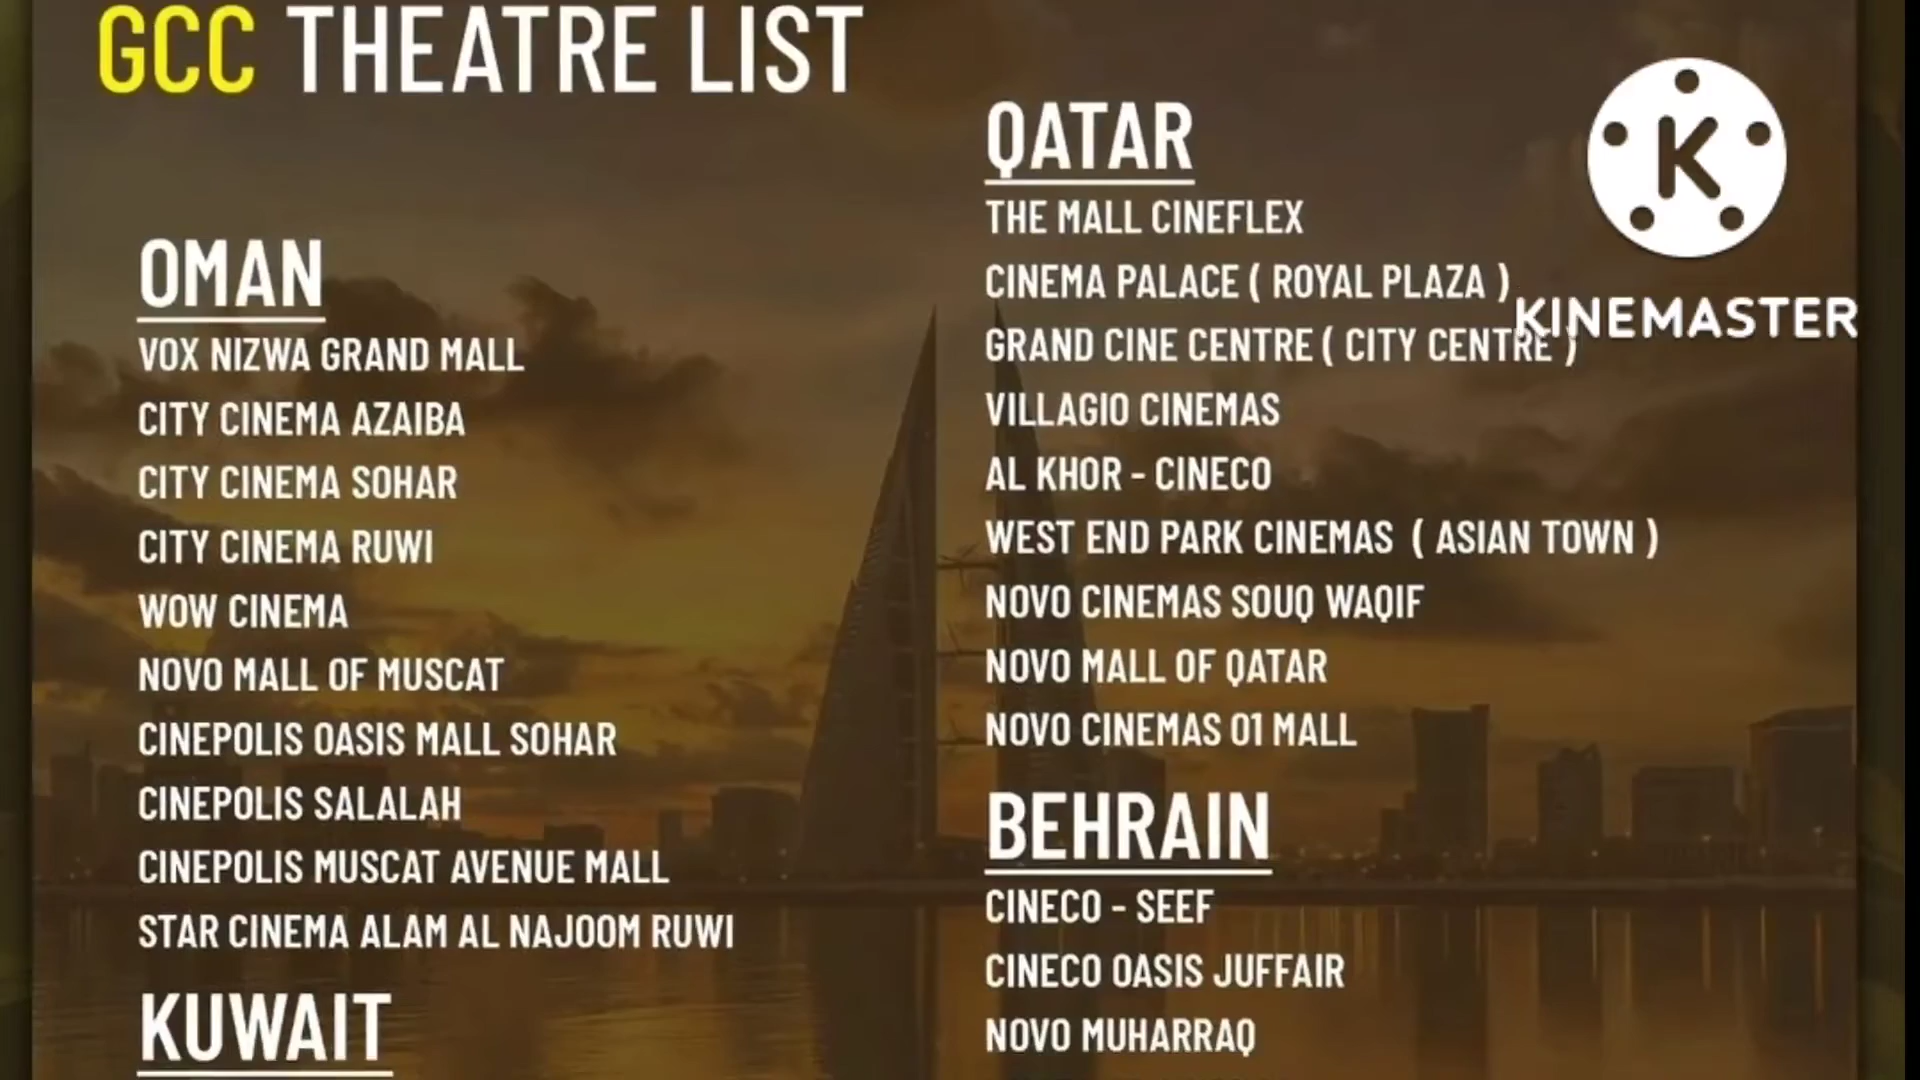 GCC THEATRE LIST
OMAN
VOX NIZWA GRAND MALL
CITY CINEMA AZAIBA
CITY CINEMA SOHAR
CITY CINEMA RUWI
WOW CINEMA
NOVO MALL OF MUSCAT
CINEPOLIS OASIS MALL SOHAR
CINEPOLIS SALALAH
CINEPOLIS MUSCAT AVENUE MALL
STAR CINEMA ALAM AL NAJOOM RUWI
KUWAIT
QATAR
THE MALL CINEFLEX
CINEMA PALACE ( ROYAL PLAZA )
GRAND CINE CENTRE ( CITY CENTRE )
VILLAGIO CINEMAS
AL KHOR - CINECO
WEST END PARK CINEMAS ( ASIAN TOWN )
NOVO CINEMAS SOUQ WAQIF
NOVO MALL OF QATAR
NOVO CINEMAS 01 MALL
BEHRAIN
CINECO - SEEF
CINECO OASIS JUFFAIR
NOVO MUHARRAQ
K
KINEMASTER